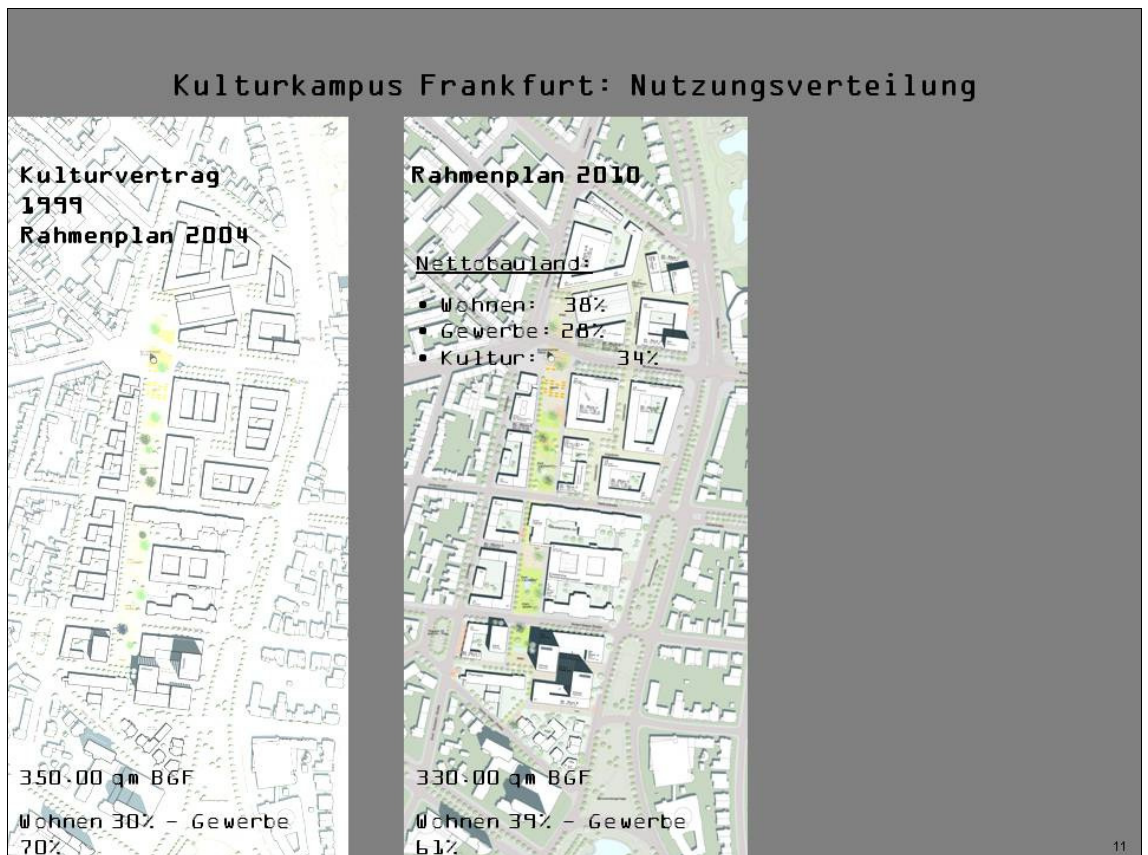 Kulturkampus Frankfurt: Nutzungsverteilung
Kulturvertrag
1999
Rahmenplan 2004
350.00 qm BGF
Wohnen 30% - Gewerbe
70%
Rahmenplan 2010
Nettobauland:
• Wohnen: 38%
• Gewerbe: 28%
• Kultur: 34%
330.00 qm BGF
Wohnen 39% - Gewerbe
61%
11